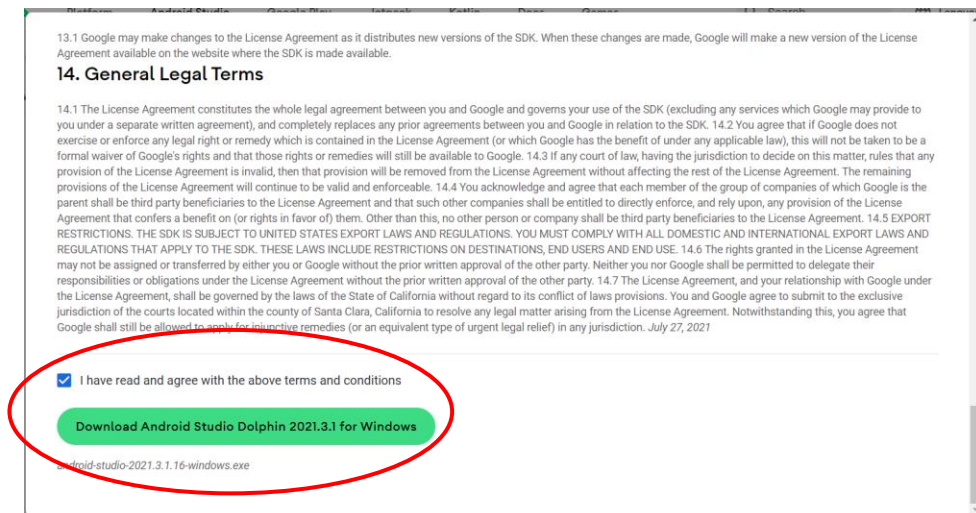 Platform Android Studio Google Play Jetpack Kotlin Docs Games Search
13.1 Google may make changes to the License Agreement as it distributes new versions of the SDK. When these changes are made, Google will make a new version of the License
Agreement available on the website where the SDK is made available.
14. General Legal Terms
14.1 The License Agreement constitutes the whole legal agreement between you and Google and governs your use of the SDK (excluding any services which Google may provide to
you under a separate written agreement), and completely replaces any prior agreements between you and Google in relation to the SDK. 14.2 You agree that if Google does not
exercise or enforce any legal right or remedy which is contained in the License Agreement (or which Google has the benefit of under any applicable law), this will not be taken to be a
formal waiver of Google's rights and that those rights or remedies will still be available to Google. 14.3 If any court of law, having the jurisdiction to decide on this matter, rules that any
provision of the License Agreement is invalid, then that provision will be removed from the License Agreement without affecting the rest of the License Agreement. The remaining
provisions of the License Agreement will continue to be valid and enforceable. 14.4 You acknowledge and agree that each member of the group of companies of which Google is the
parent shall be third party beneficiaries to the License Agreement and that such other companies shall be entitled to directly enforce, and rely upon, any provision of the License
Agreement that confers a benefit on (or rights in favor of) them. Other than this, no other person or company shall be third party beneficiaries to the License Agreement. 14.5 EXPORT
RESTRICTIONS. THE SDK IS SUBJECT TO UNITED STATES EXPORT LAWS AND REGULATIONS. YOU MUST COMPLY WITH ALL DOMESTIC AND INTERNATIONAL EXPORT LAWS AND
REGULATIONS THAT APPLY TO THE SDK. THESE LAWS INCLUDE RESTRICTIONS ON DESTINATIONS, END USERS AND END USE. 14.6 The rights granted in the License Agreement
may not be assigned or transferred by either you or Google without the prior written approval of the other party. Neither you nor Google shall be permitted to delegate their
responsibilities or obligations under the License Agreement without the prior written approval of the other party. 14.7 The License Agreement, and your relationship with Google under
the License Agreement, shall be governed by the laws of the State of California without regard to its conflict of laws provisions. You and Google agree to submit to the exclusive
jurisdiction of the courts located within the county of Santa Clara, California to resolve any legal matter arising from the License Agreement. Notwithstanding this, you agree that
Google shall still be allowed to apply for injunctive remedies (or an equivalent type of urgent legal relief) in any jurisdiction. July 27, 2021
I have read and agree with the above terms and conditions
Download Android Studio Dolphin 2021.3.1 for Windows
android-studio-2021.3.1.16-windows.exe